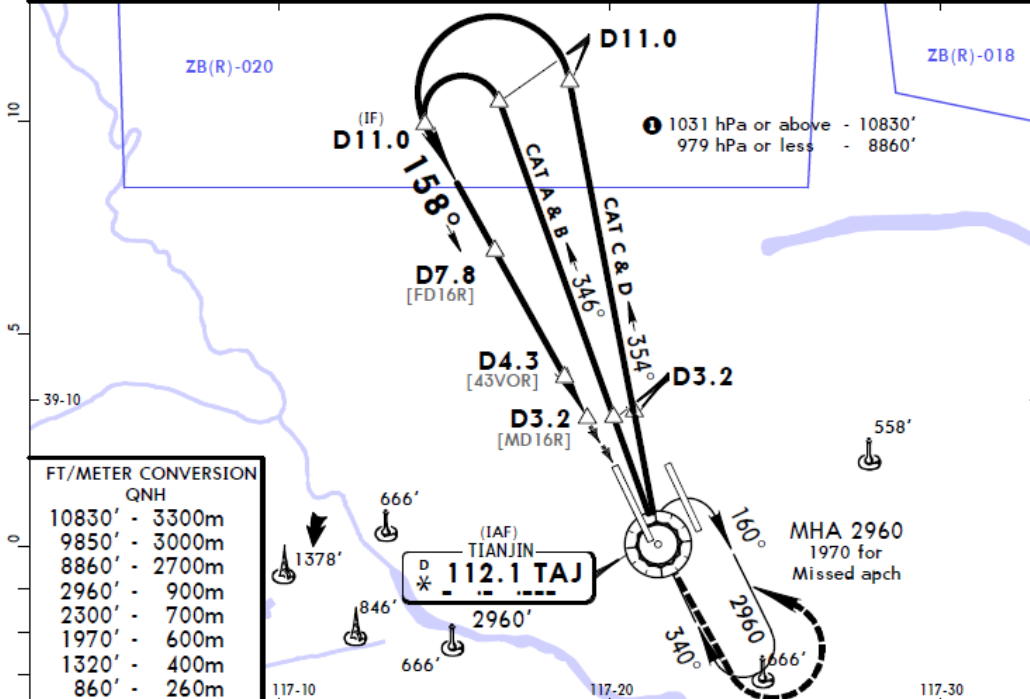 ZB(R)-020
D11.0
ZB(R)-018
10
(IF)
D11.0
1 1031 hPa or above - 10830'
979 hPa or less - 8860'
158°
CAT A & B
346°
CAT C & D
354°
D7.8
[FD16R]
5
D4.3
[43VOR]
D3.2
39-10
D3.2
[MD16R]
558'
FT/METER CONVERSION
QNH
10830' - 3300m
9850' - 3000m
8860' - 2700m
2960' - 900m
2300' - 700m
1970' - 600m
1320' - 400m
860' - 260m
0
666'
1378'
846'
666'
(IAF)
TIANJIN
D
* 112.1 TAJ
2960'
160°
MHA 2960
1970 for
Missed apch
2960
340°
666'
117-10
117-20
117-30